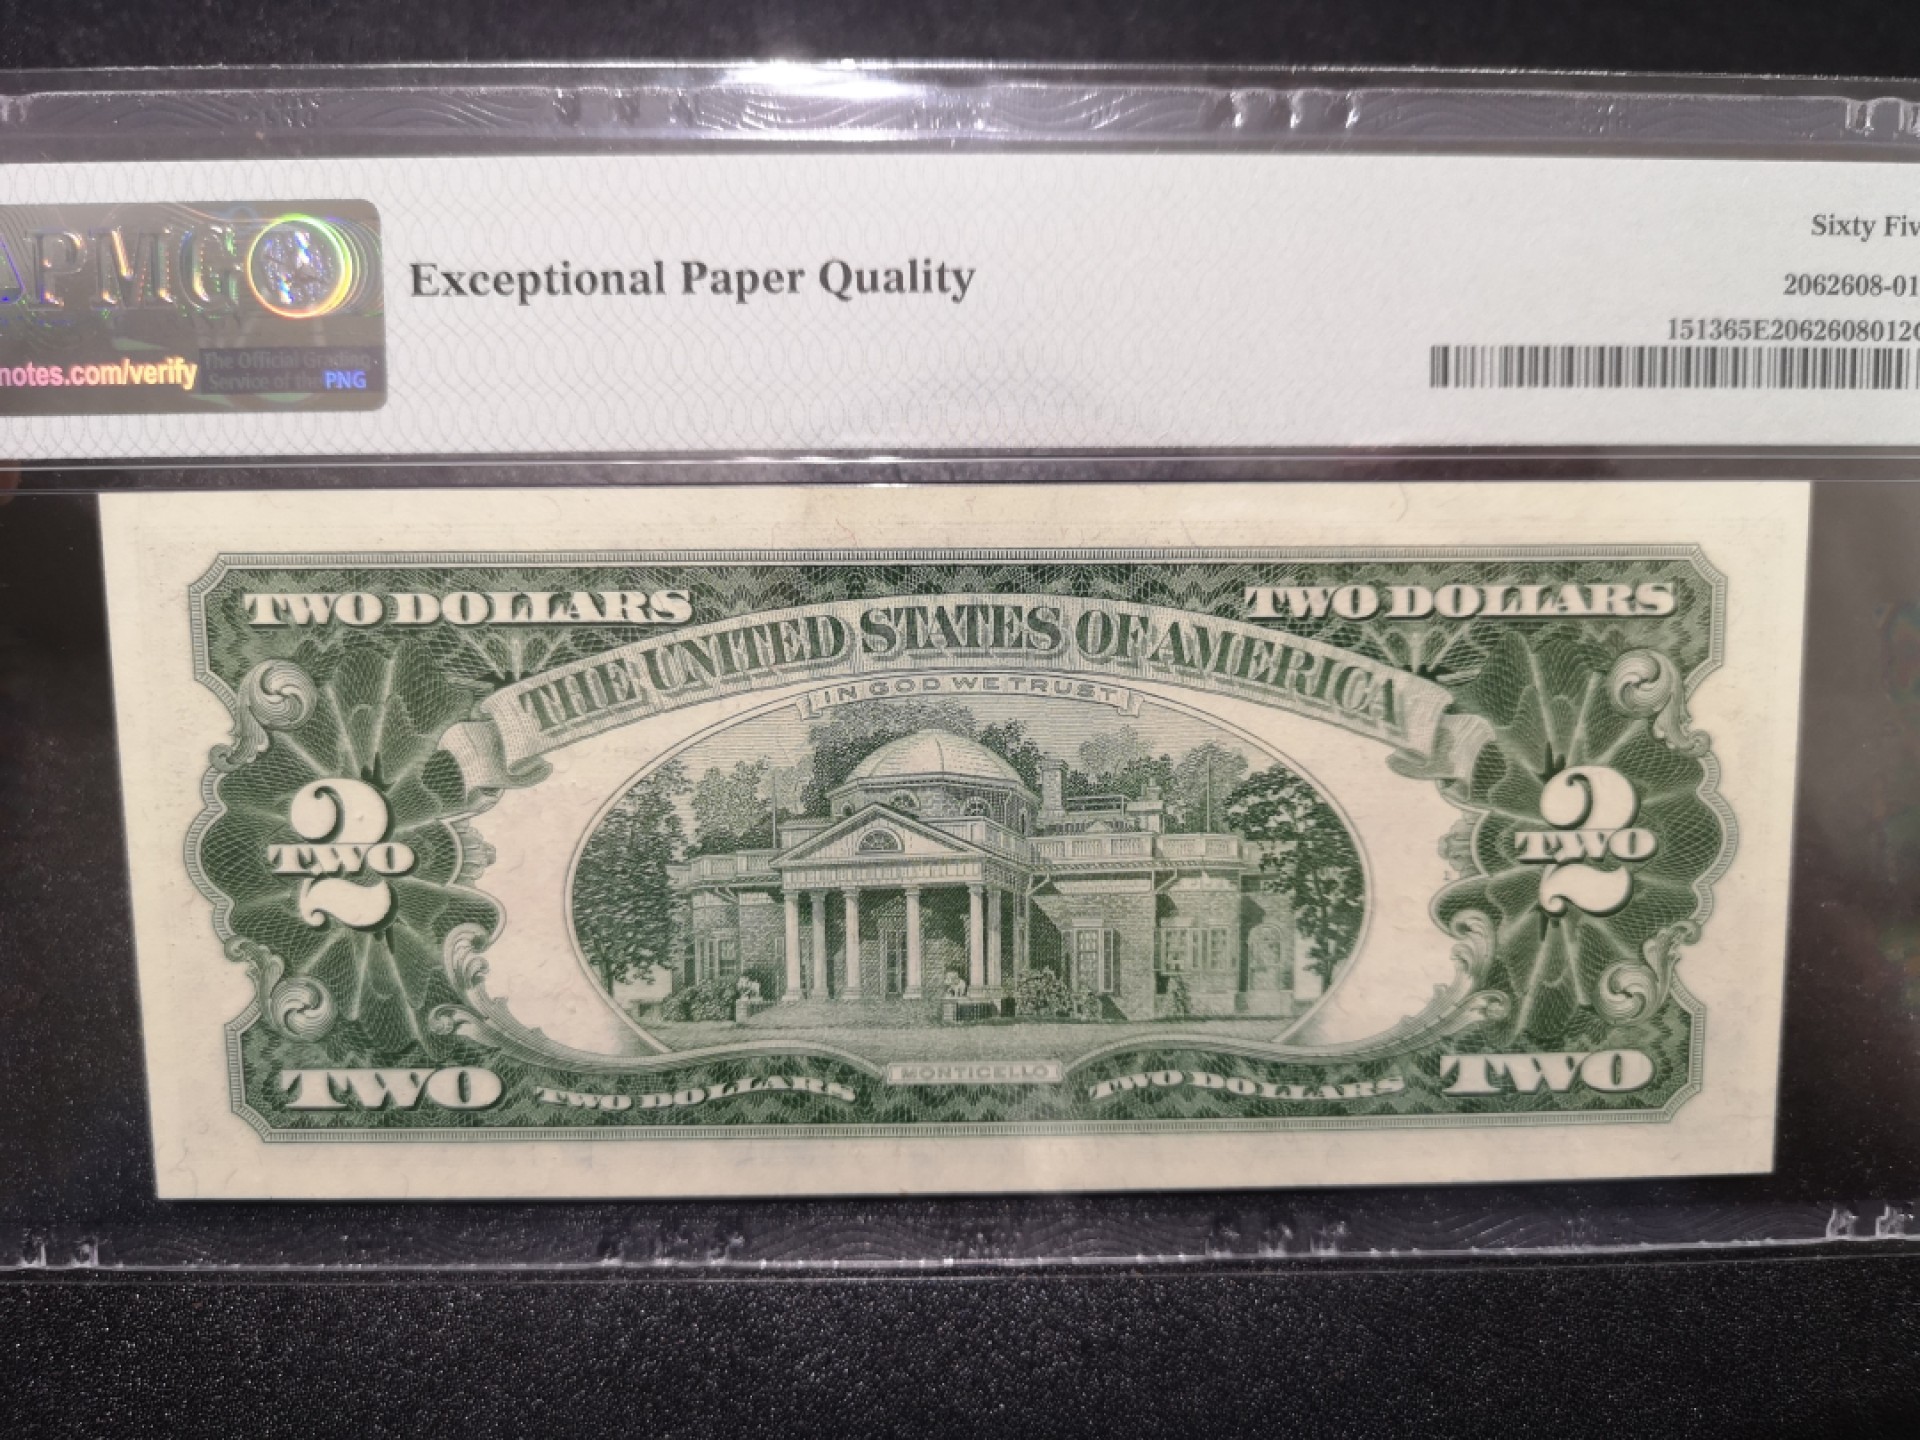 PMG
notes.com/verify
The Official Grading
Service of the PNG
Exceptional Paper Quality
Sixty Fiv
2062608-01
151365E2062608012
TWO DOLLARS
TWO DOLLARS
THE UNITED STATES OF AMERICA
IN GOD WE TRUST
2
TWO
2
TWO
MONTICELLO
TWO
TWO DOLLARS
TWO DOLLARS
TWO